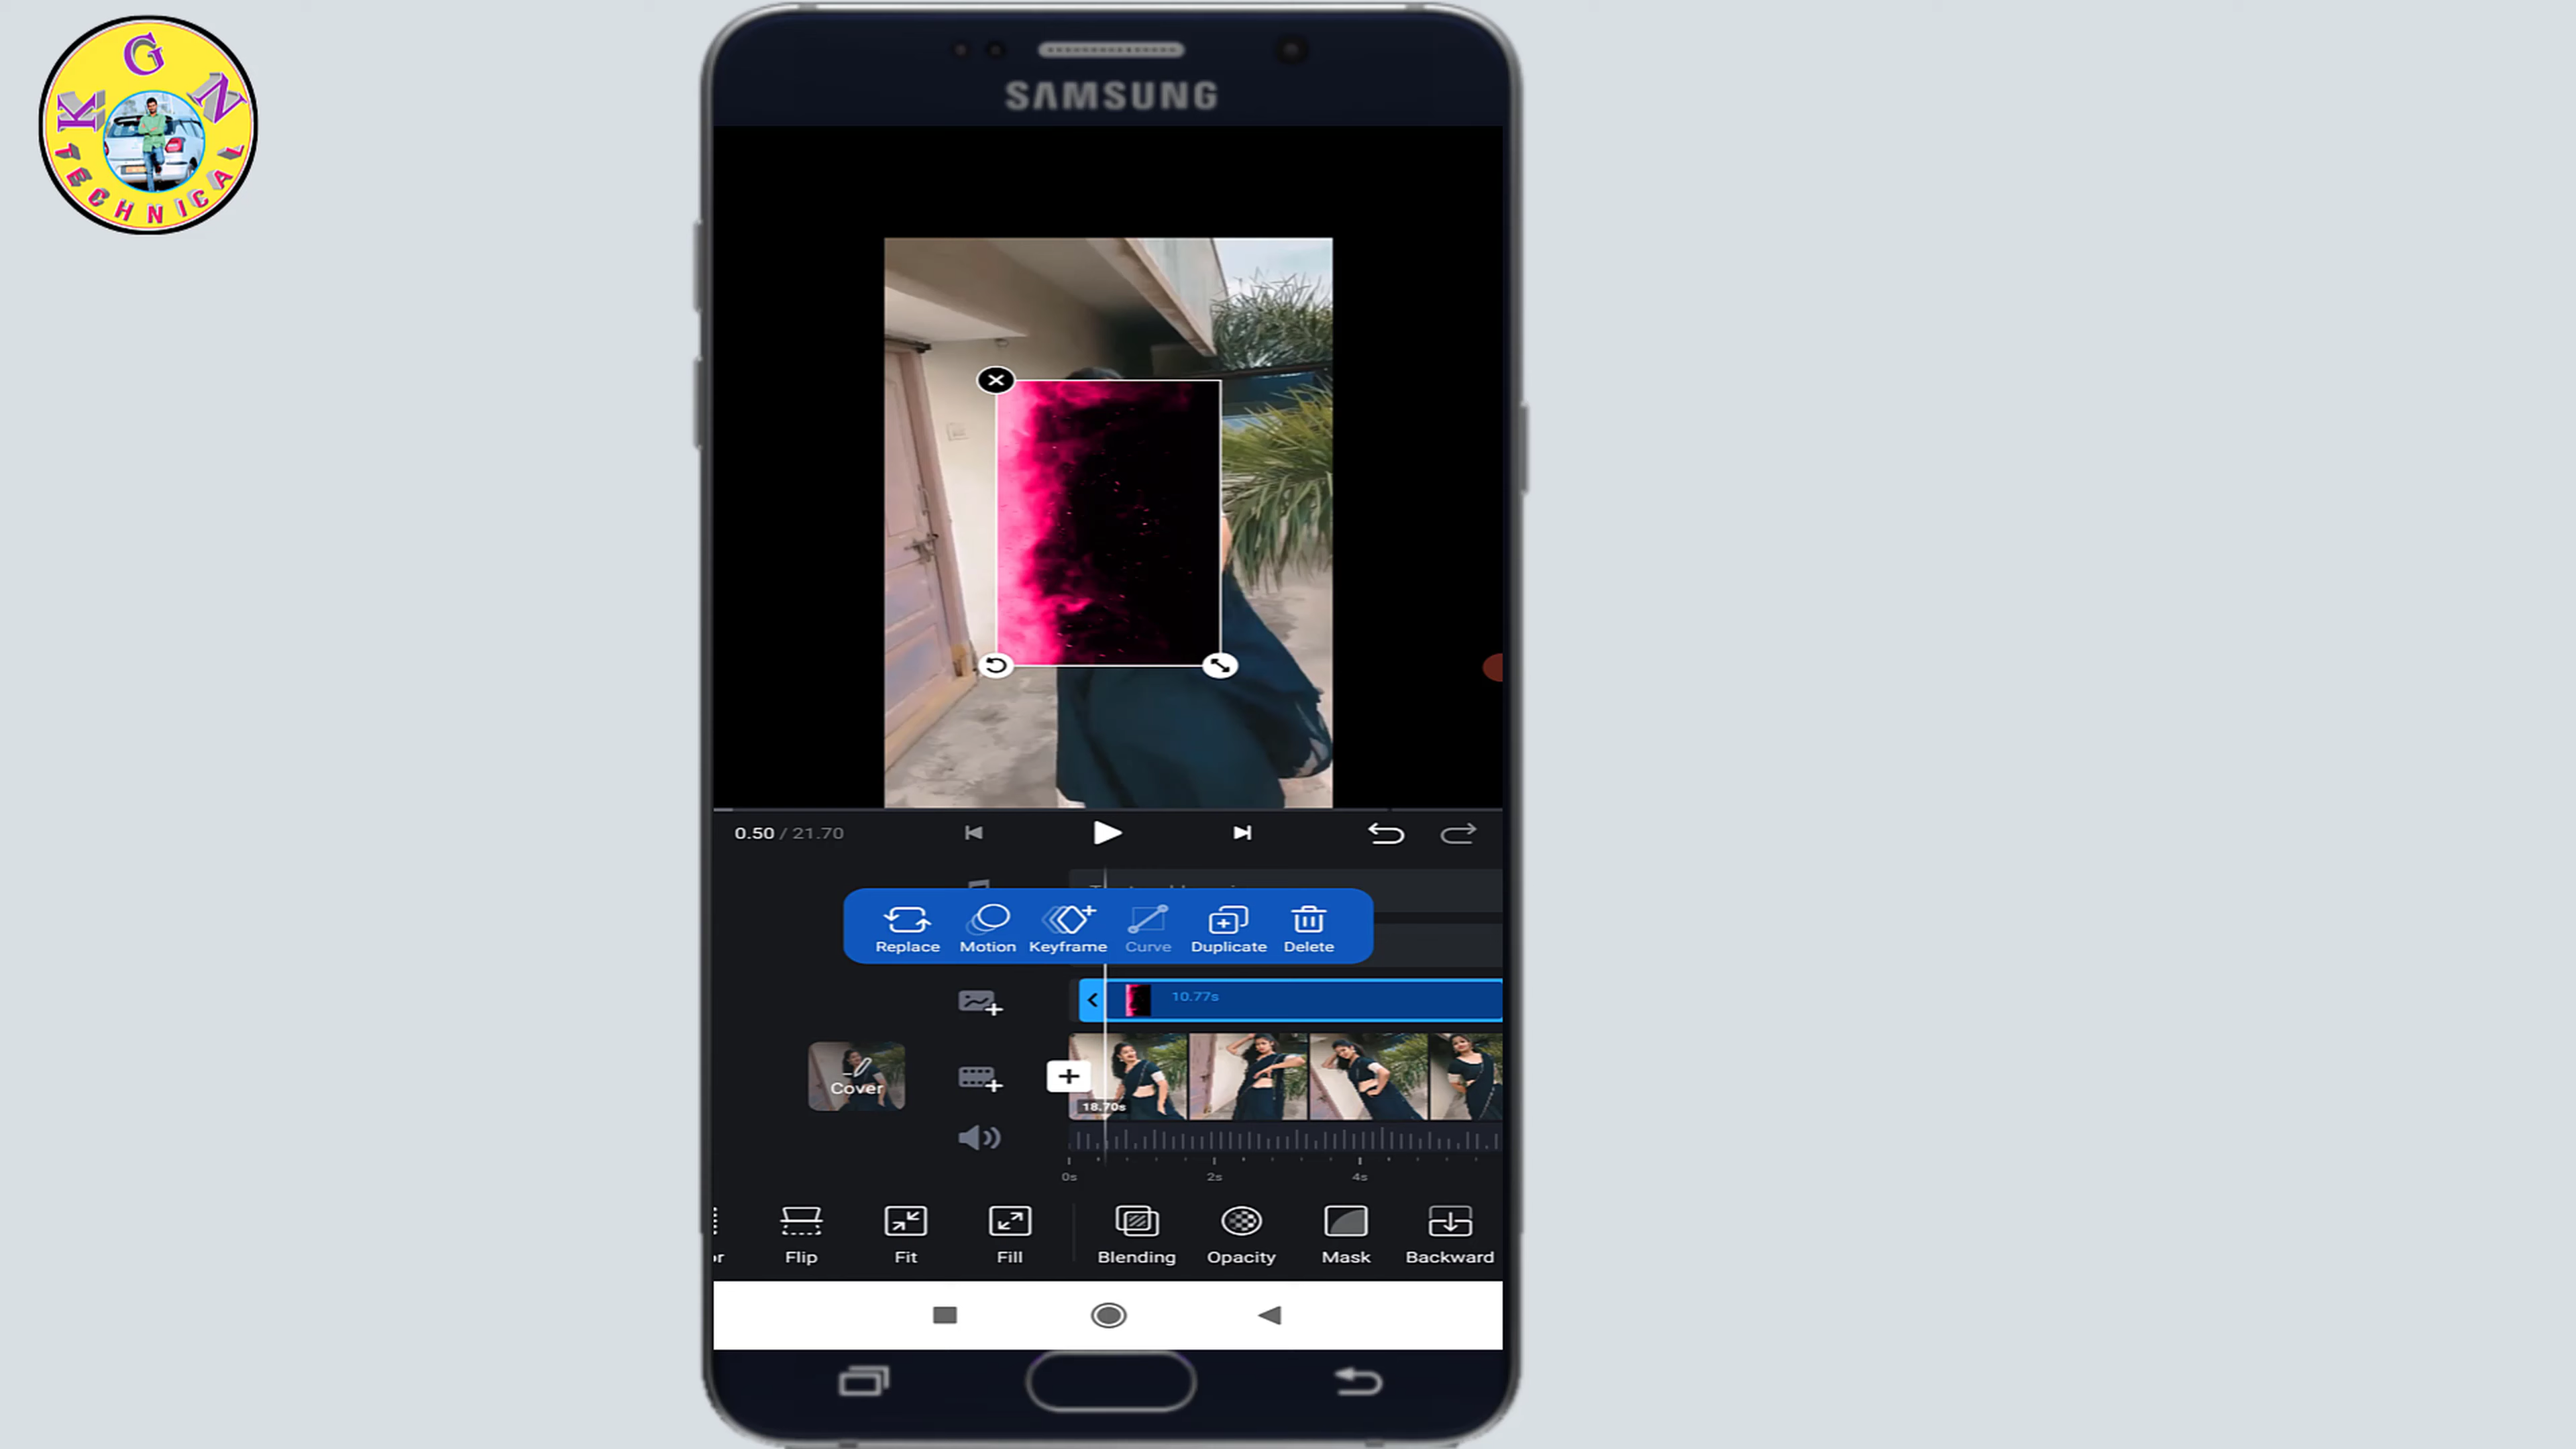 K G N
TECHNICAL
SAMSUNG
0.50 / 21.70
Replace Motion Keyframe Curve Duplicate Delete
10.77s
Cover
18.70s
0s 2s 4s
Flip Fit Fill Blending Opacity Mask Backward